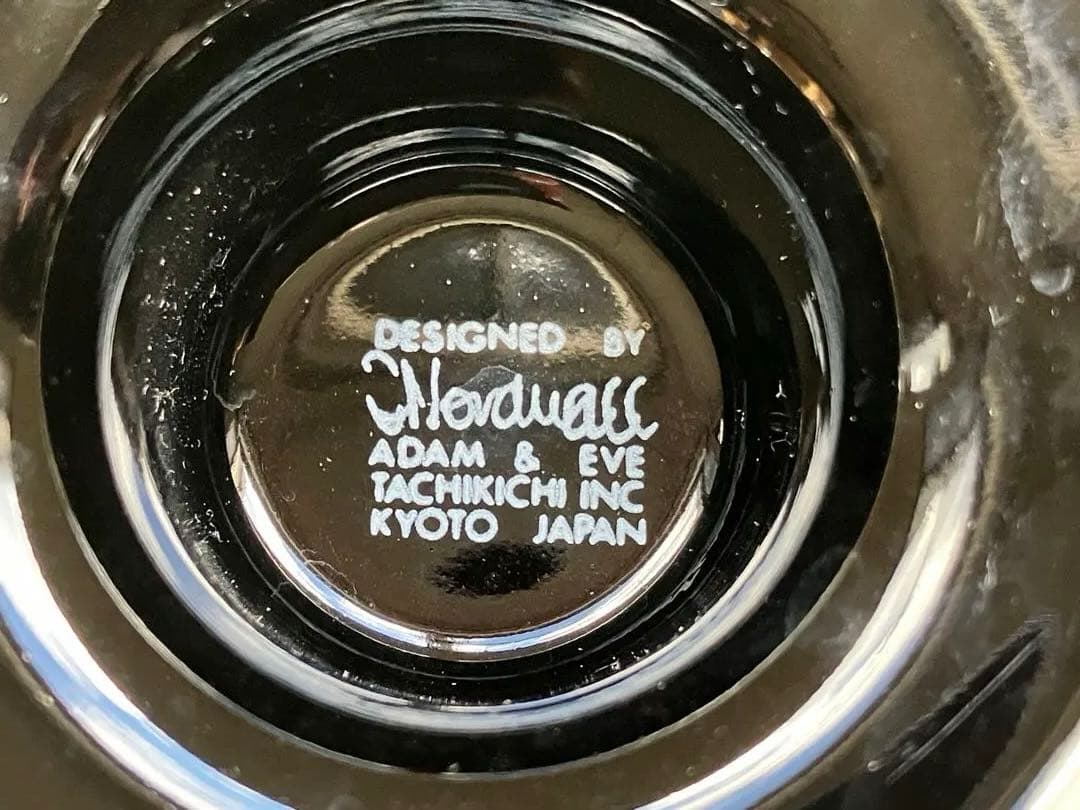 DESIGNED BY
ADAM & EVE
TACHIKICHI INC
KYOTO JAPAN